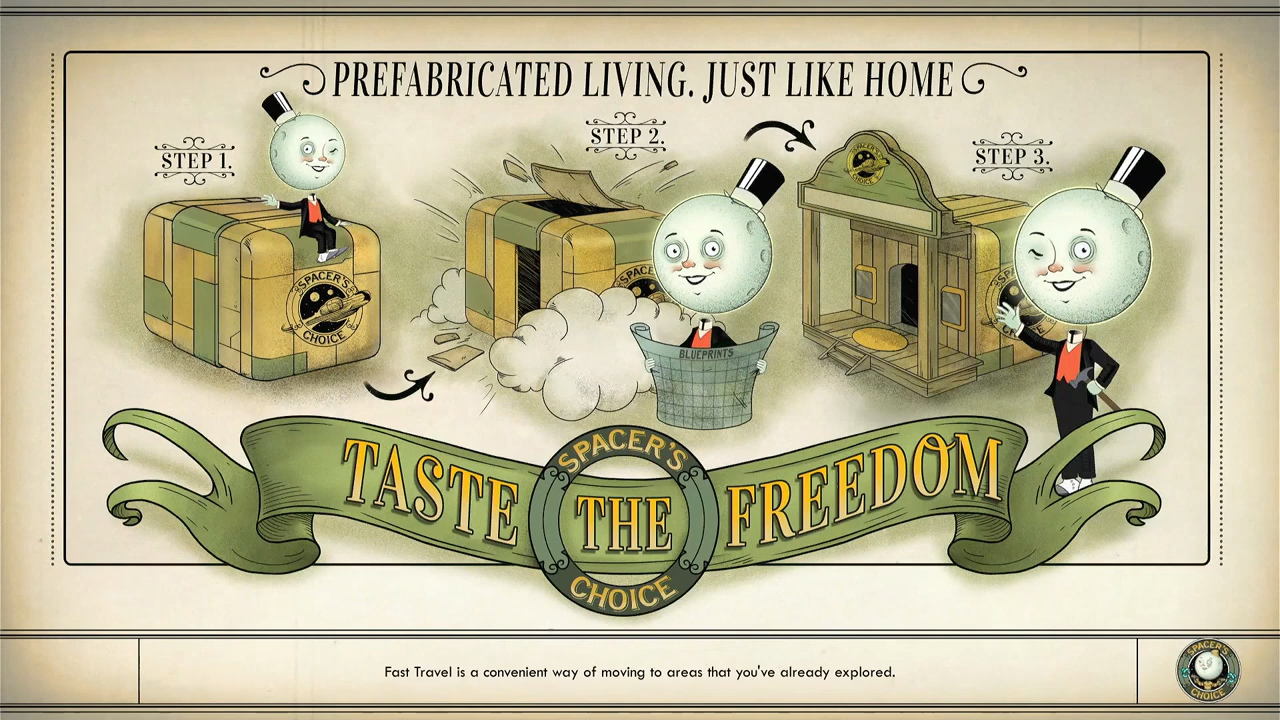 PREFABRICATED LIVING. JUST LIKE HOME
STEP 1.
STEP 2.
STEP 3.
SPACER'S
CHOICE
SPACER'S
BLUEPRINTS
SPACER'S
CHOICE
SPACER'S
TASTE THE FREEDOM
CHOICE
Fast Travel is a convenient way of moving to areas that you've already explored.
SPACER'S
CHOICE